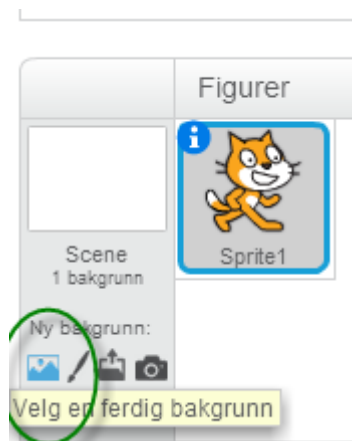 Figurer
Sprite1
Scene
1 bakgrunn
Ny bakgrunn:
Velg en ferdig bakgrunn